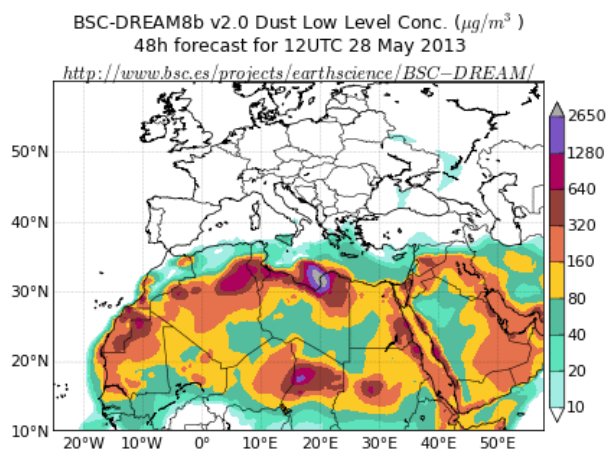 BSC-DREAM8b v2.0 Dust Low Level Conc. (μg/m³ )
48h forecast for 12UTC 28 May 2013
http://www.bsc.es/projects/earthscience/BSC−DREAM/
2650
1280
640
320
160
80
40
20
10
50°N
40°N
30°N
20°N
10°N
20°W 10°W 0° 10°E 20°E 30°E 40°E 50°E